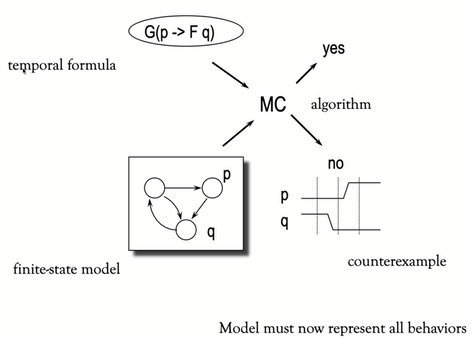 G(p -> F q)
yes
temporal formula
MC
algorithm
no
p
p
q
q
counterexample
finite-state model
Model must now represent all behaviors